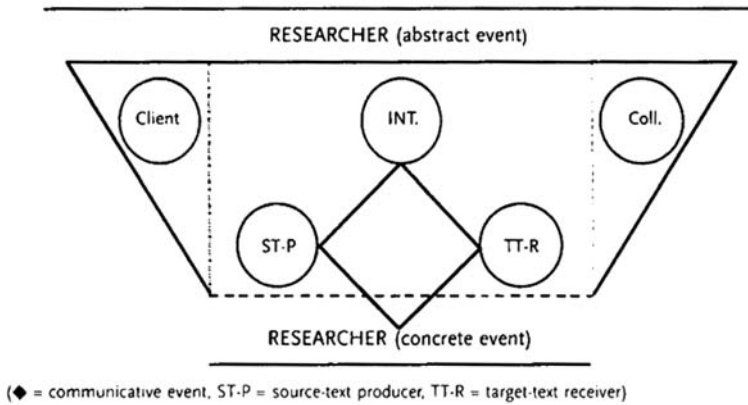 RESEARCHER (abstract event)
Client
INT.
Coll.
ST-P
TT-R
RESEARCHER (concrete event)
(◆ = communicative event, ST-P = source-text producer, TT-R = target-text receiver)